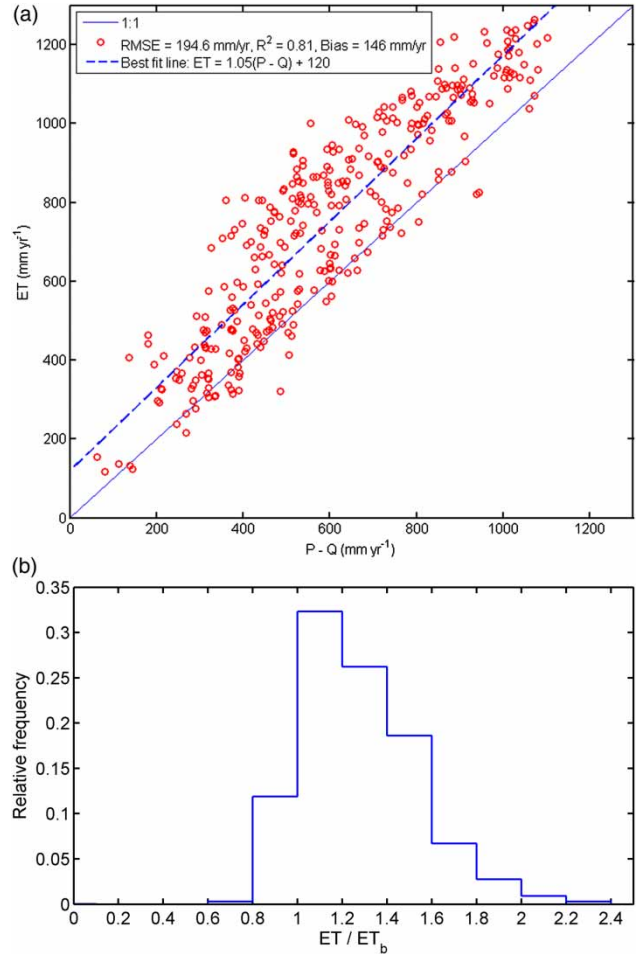 (a)
1:1
RMSE = 194.6 mm/yr, R² = 0.81, Bias = 146 mm/yr
Best fit line: ET = 1.05(P - Q) + 120
1200
1000
800
600
400
200
0
ET (mm yr⁻¹)
0 200 400 600 800 1000 1200
P - Q (mm yr⁻¹)
(b)
0.35
0.3
0.25
0.2
0.15
0.1
0.05
0
Relative frequency
0 0.2 0.4 0.6 0.8 1 1.2 1.4 1.6 1.8 2 2.2 2.4
ET / ET_b